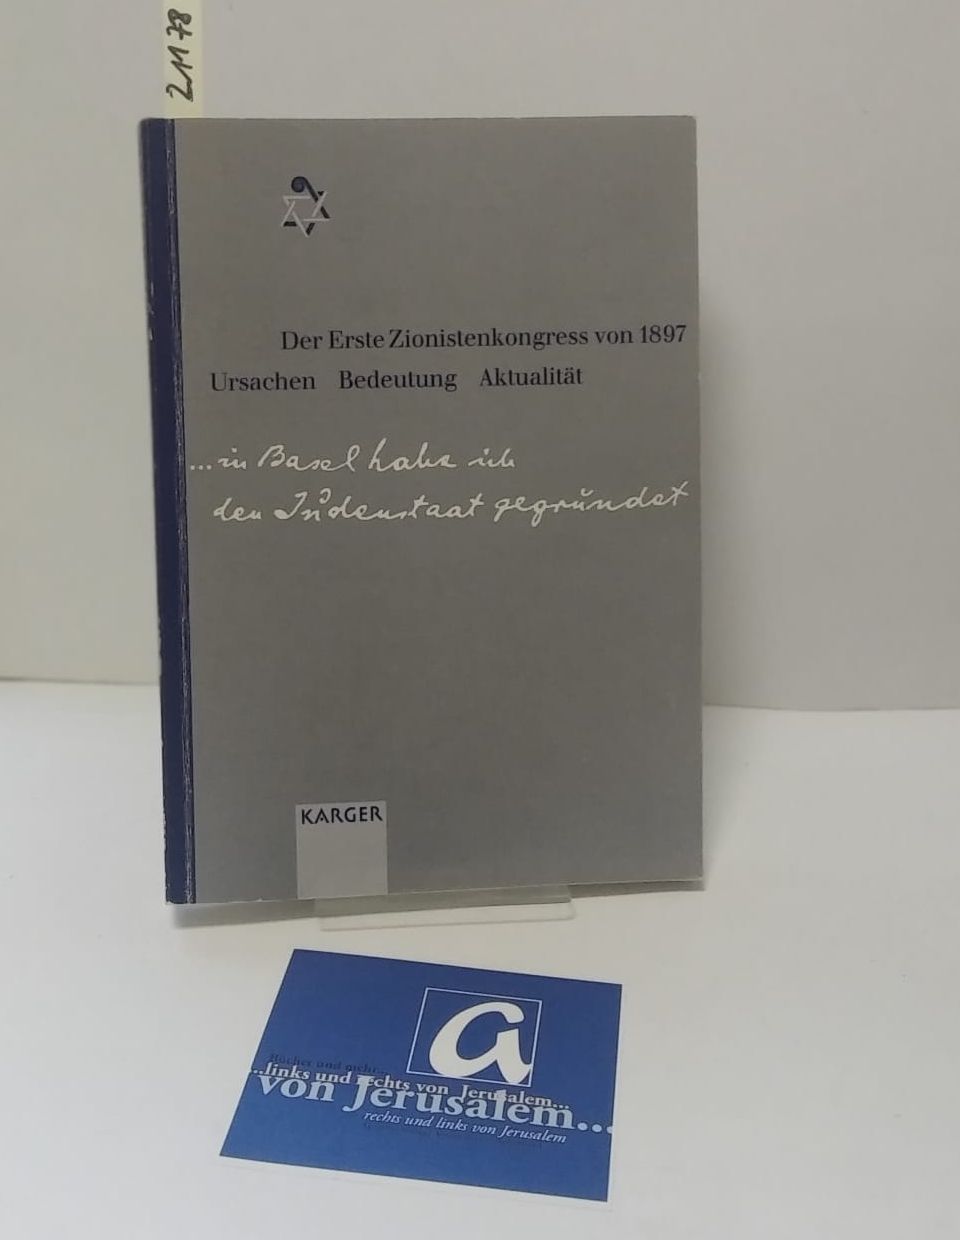 21178
Der Erste Zionistenkongress von 1897
Ursachen Bedeutung Aktualität
...in Basel habe ich
den Judenstaat gegründet
KARGER
a
Bücher und mehr...
...links und rechts von Jerusalem...
von Jerusalem...
rechts und links von Jerusalem